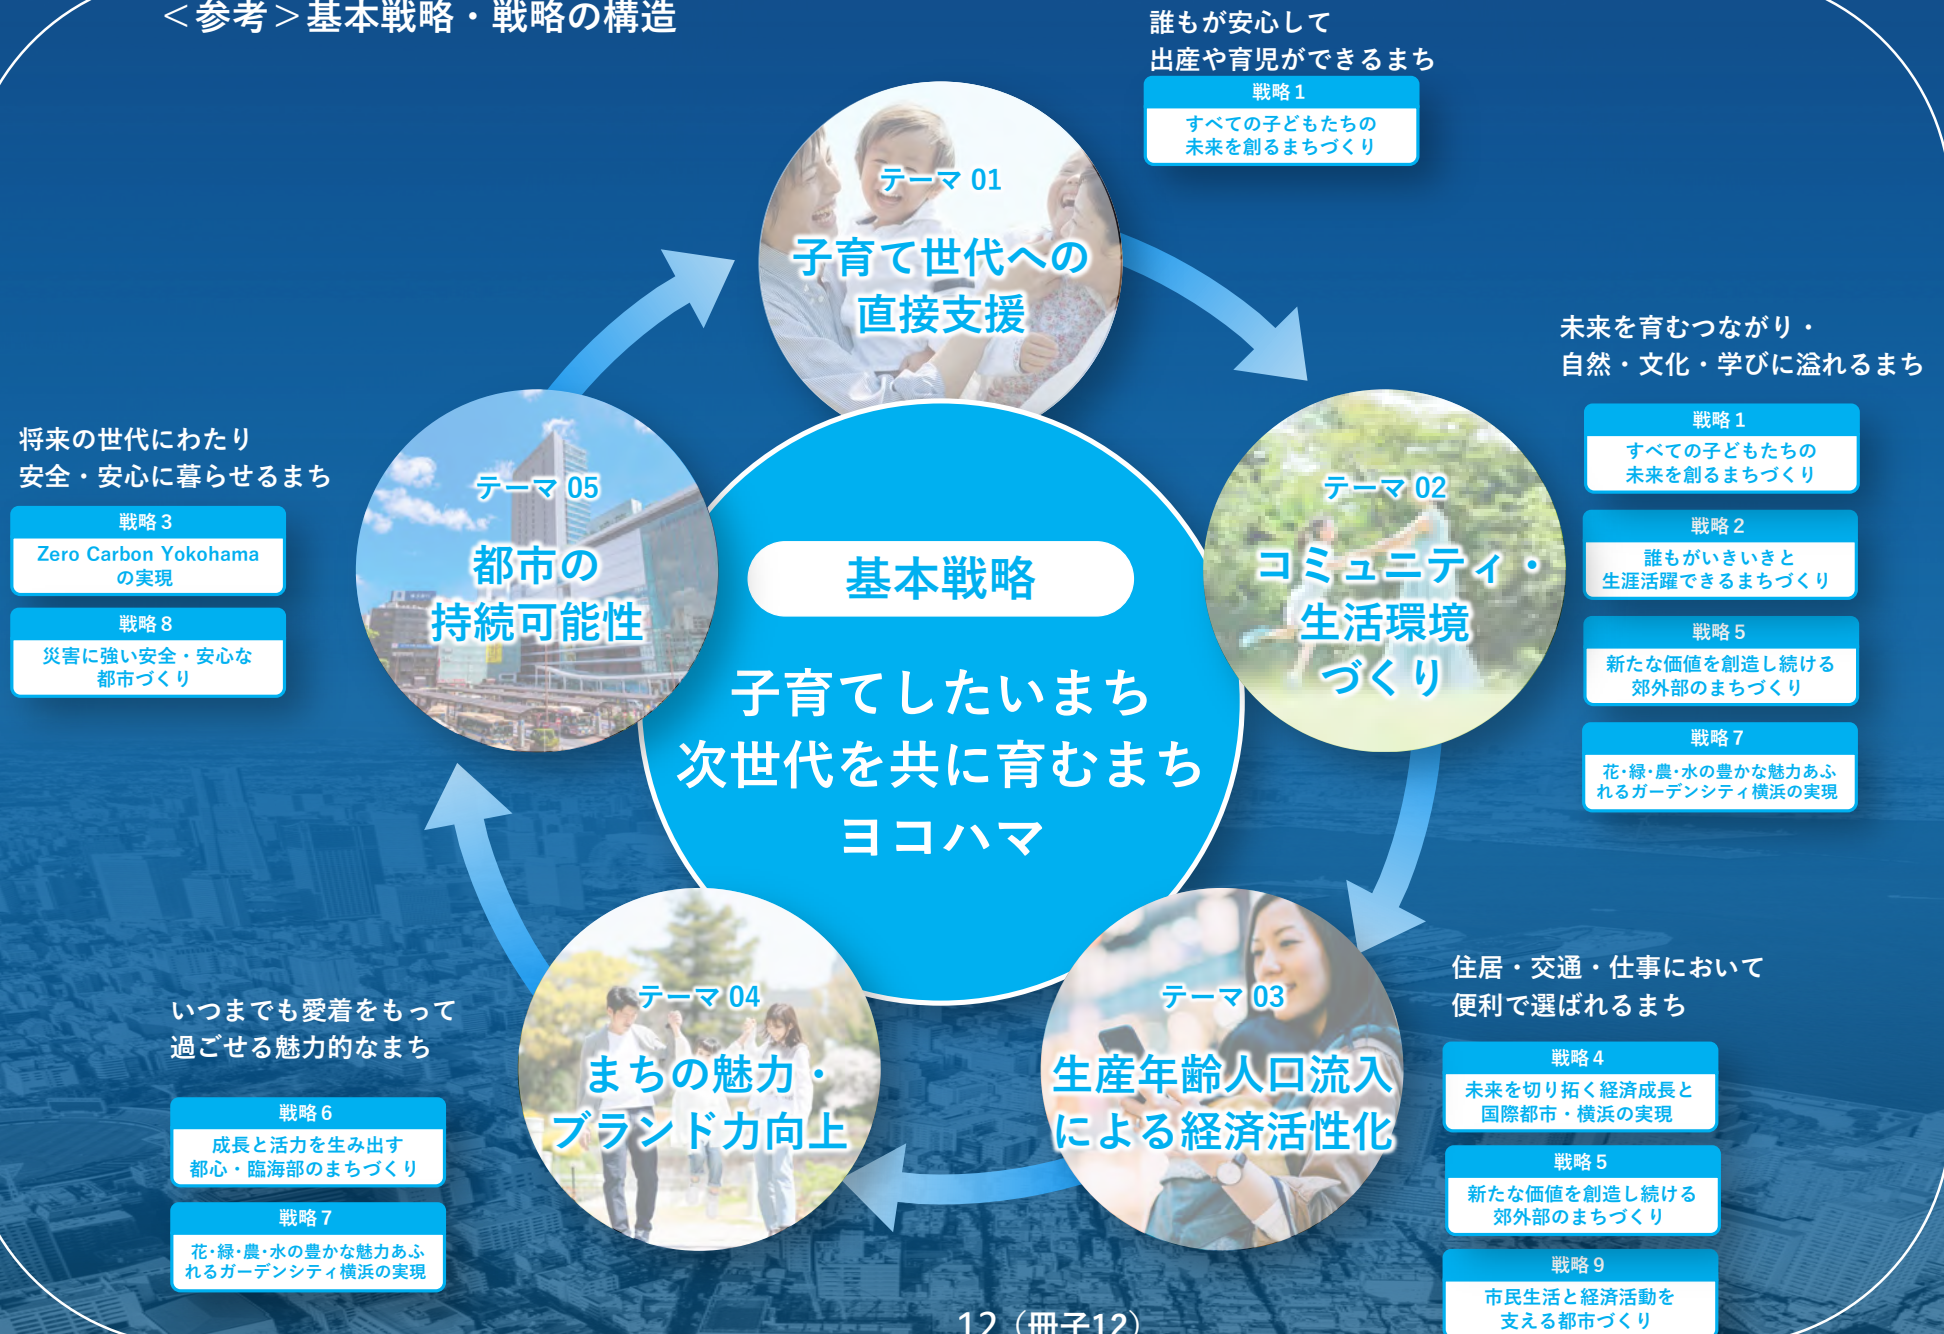 ＜参考＞基本戦略・戦略の構造
誰もが安心して
出産や育児ができるまち
戦略1
すべての子どもたちの
未来を創るまちづくり
テーマ 01
子育て世代への
直接支援
未来を育むつながり・
自然・文化・学びに溢れるまち
戦略1
すべての子どもたちの
未来を創るまちづくり
戦略2
誰もがいきいきと
生涯活躍できるまちづくり
戦略5
新たな価値を創造し続ける
郊外部のまちづくり
戦略7
花・緑・農・水の豊かな魅力あふ
れるガーデンシティ横浜の実現
テーマ 02
コミュニティ・
生活環境
づくり
将来の世代にわたり
安全・安心に暮らせるまち
戦略3
Zero Carbon Yokohama
の実現
戦略8
災害に強い安全・安心な
都市づくり
テーマ 05
都市の
持続可能性
基本戦略
子育てしたいまち
次世代を共に育むまち
ヨコハマ
いつまでも愛着をもって
過ごせる魅力的なまち
戦略6
成長と活力を生み出す
都心・臨海部のまちづくり
戦略7
花・緑・農・水の豊かな魅力あふ
れるガーデンシティ横浜の実現
テーマ 04
まちの魅力・
ブランド力向上
テーマ 03
生産年齢人口流入
による経済活性化
住居・交通・仕事において
便利で選ばれるまち
戦略4
未来を切り拓く経済成長と
国際都市・横浜の実現
戦略5
新たな価値を創造し続ける
郊外部のまちづくり
戦略9
市民生活と経済活動を
支える都市づくり
12（冊子12）